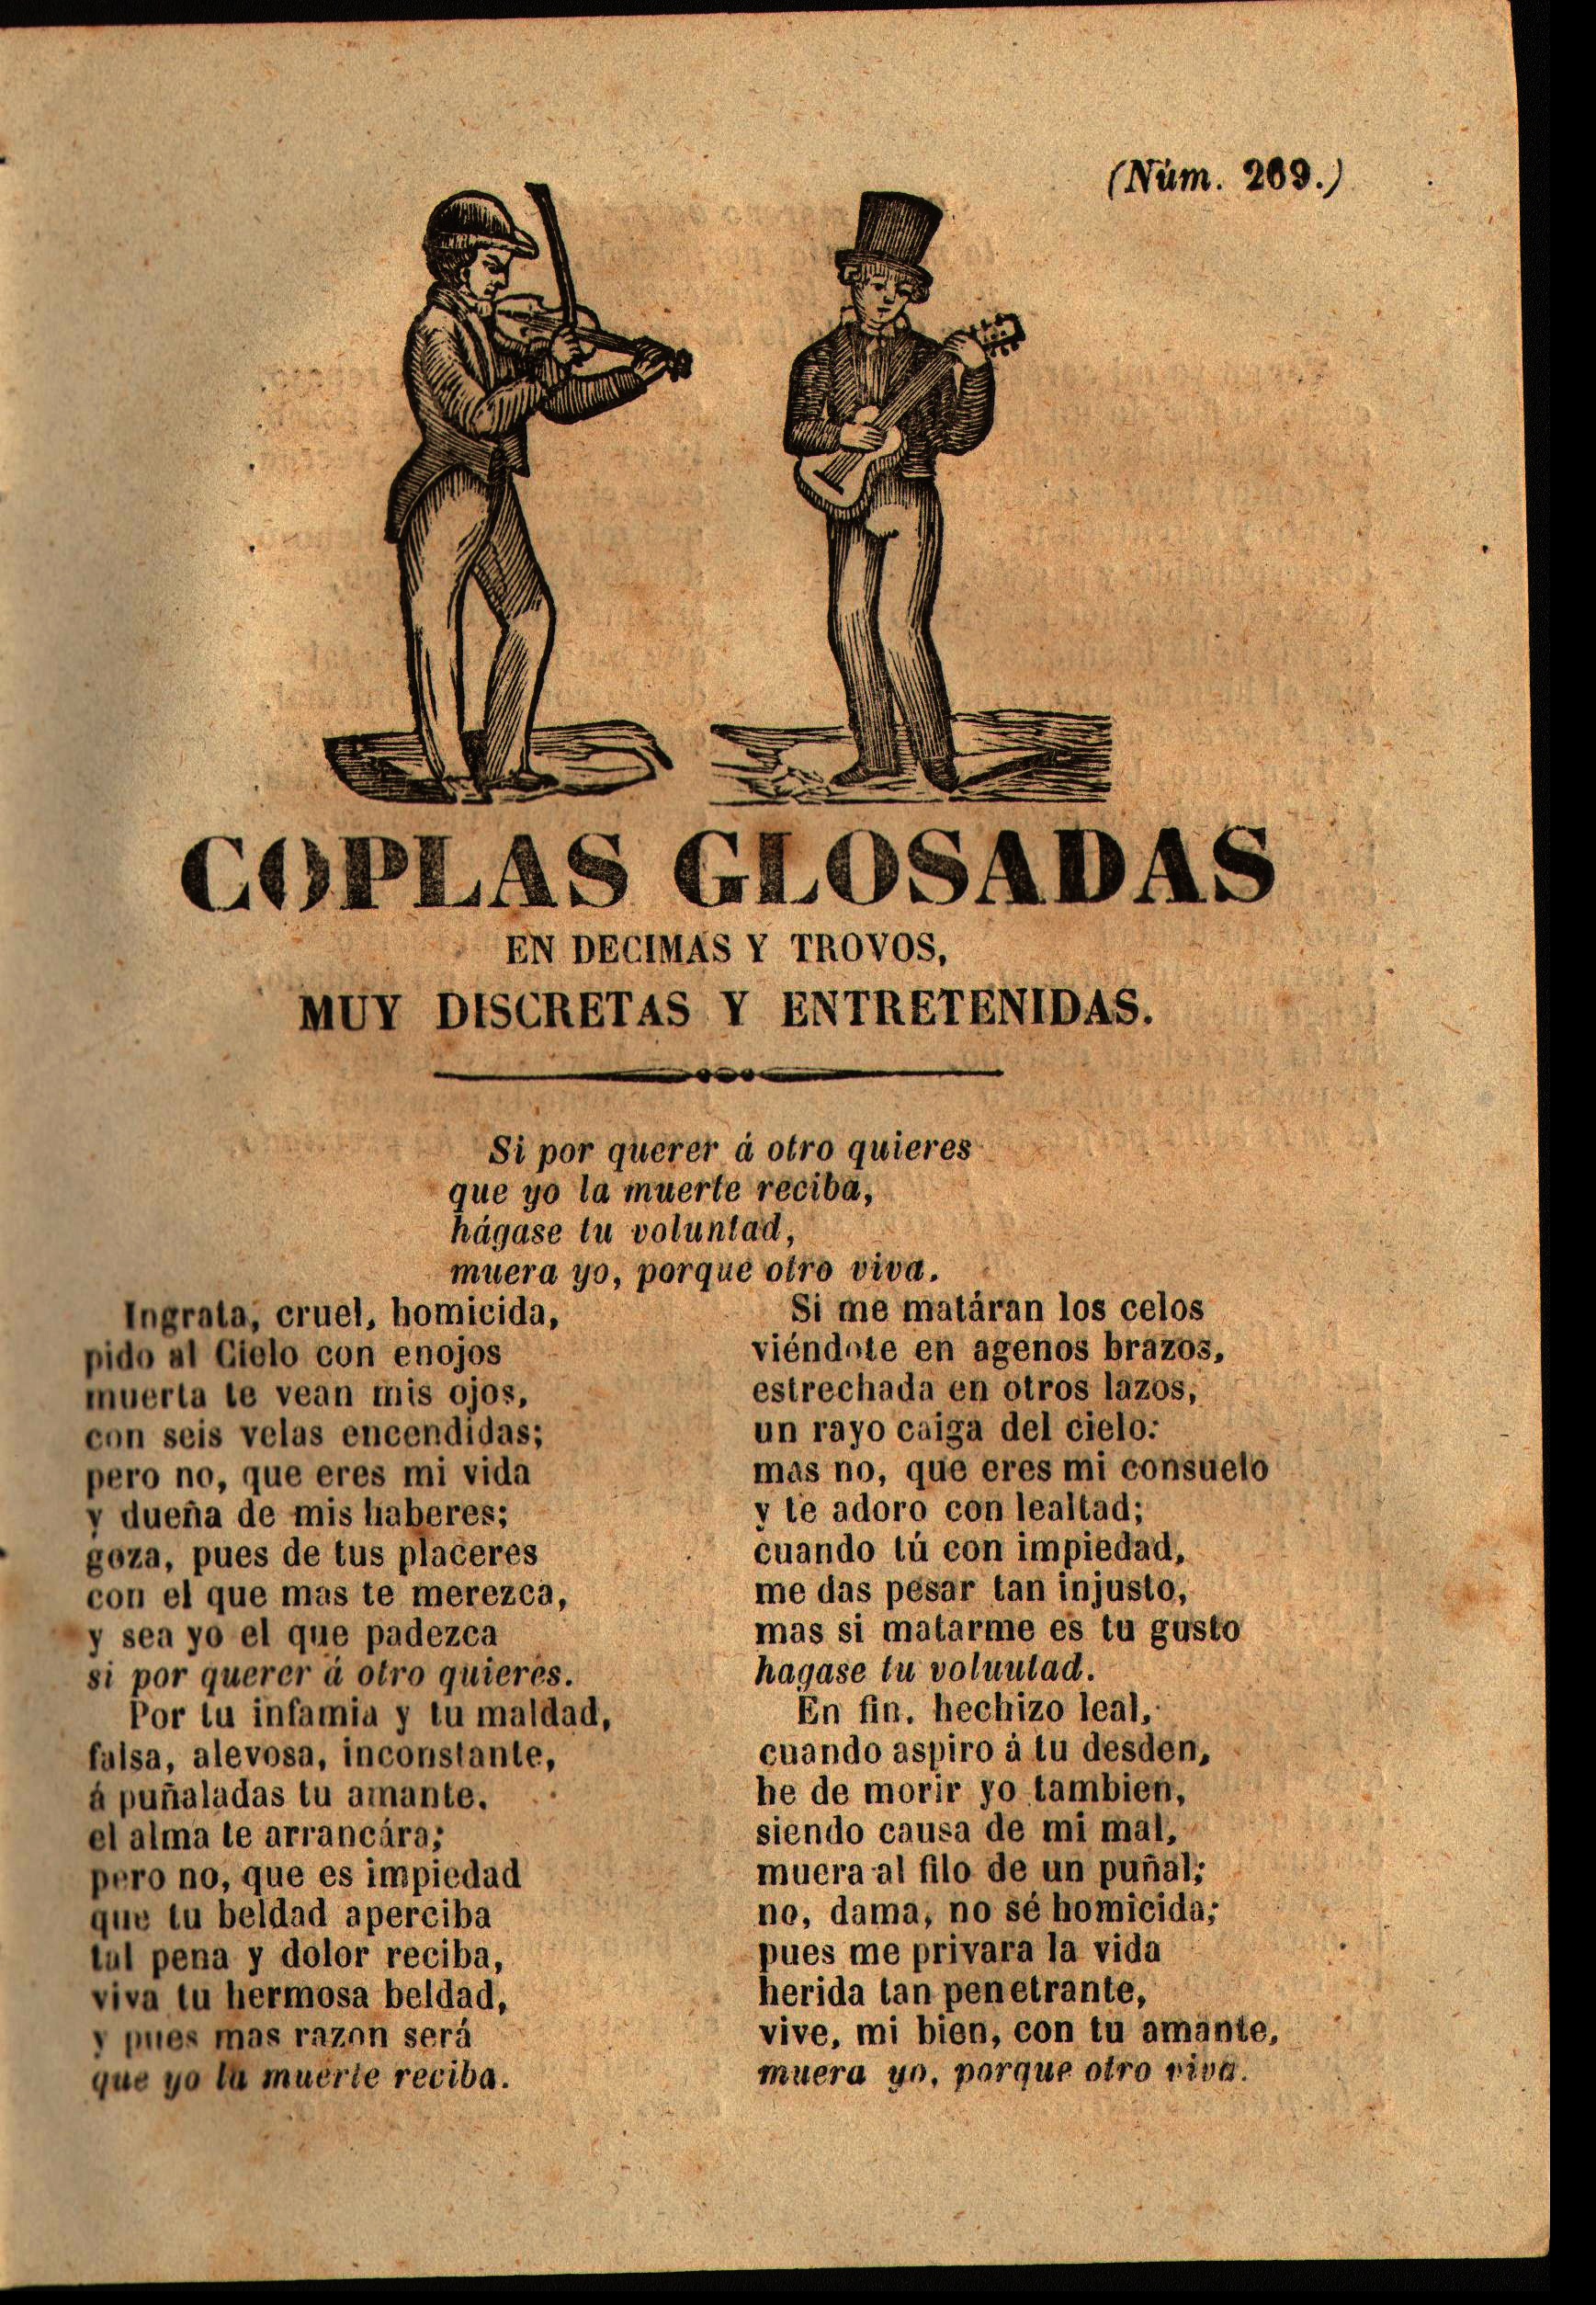 (Núm. 269.)
COPLAS GLOSADAS
EN DECIMAS Y TROVOS,
MUY DISCRETAS Y ENTRETENIDAS.
Si por querer á otro quieres
que yo la muerte reciba,
hágase tu voluntad,
muera yo, porque otro viva.
Ingrata, cruel, homicida,
pido al Cielo con enojos
muerta te vean mis ojos,
con seis velas encendidas;
pero no, que eres mi vida
y dueña de mis haberes;
goza, pues de tus placeres
con el que mas te merezca,
y sea yo el que padezca
si por querer á otro quieres.
Por tu infamia y tu maldad,
falsa, alevosa, inconstante,
á puñaladas tu amante.
el alma te arrancára;
pero no, que es impiedad
que tu beldad aperciba
tal pena y dolor reciba,
viva tu hermosa beldad,
y pues mas razon será
que yo la muerte reciba.
Si me matáran los celos
viéndote en agenos brazos,
estrechada en otros lazos,
un rayo caiga del cielo:
mas no, que eres mi consuelo
y te adoro con lealtad;
cuando tú con impiedad,
me das pesar tan injusto,
mas si matarme es tu gusto
hagase tu voluutad.
En fin. hechizo leal,
cuando aspiro á tu desden,
he de morir yo tambien,
siendo causa de mi mal,
muera al filo de un puñal;
no, dama, no sé homicida;
pues me privara la vida
herida tan penetrante,
vive, mi bien, con tu amante,
muera yo, porque otro viva.